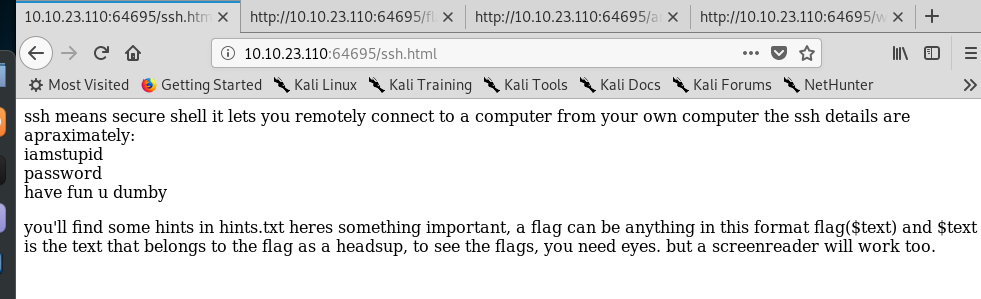 10.10.23.110:64695/ssh.htm
http://10.10.23.110:64695/fl
http://10.10.23.110:64695/a
http://10.10.23.110:64695/w
10.10.23.110:64695/ssh.html
Most Visited Getting Started Kali Linux Kali Training Kali Tools Kali Docs Kali Forums NetHunter
ssh means secure shell it lets you remotely connect to a computer from your own computer the ssh details are
apraximately:
iamstupid
password
have fun u dumby
you'll find some hints in hints.txt heres something important, a flag can be anything in this format flag($text) and $text
is the text that belongs to the flag as a headsup, to see the flags, you need eyes. but a screenreader will work too.